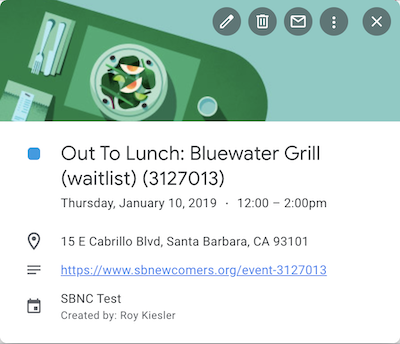 Out To Lunch: Bluewater Grill
(waitlist) (3127013)
Thursday, January 10, 2019 · 12:00 – 2:00pm
15 E Cabrillo Blvd, Santa Barbara, CA 93101
https://www.sbnewcomers.org/event-3127013
SBNC Test
Created by: Roy Kiesler